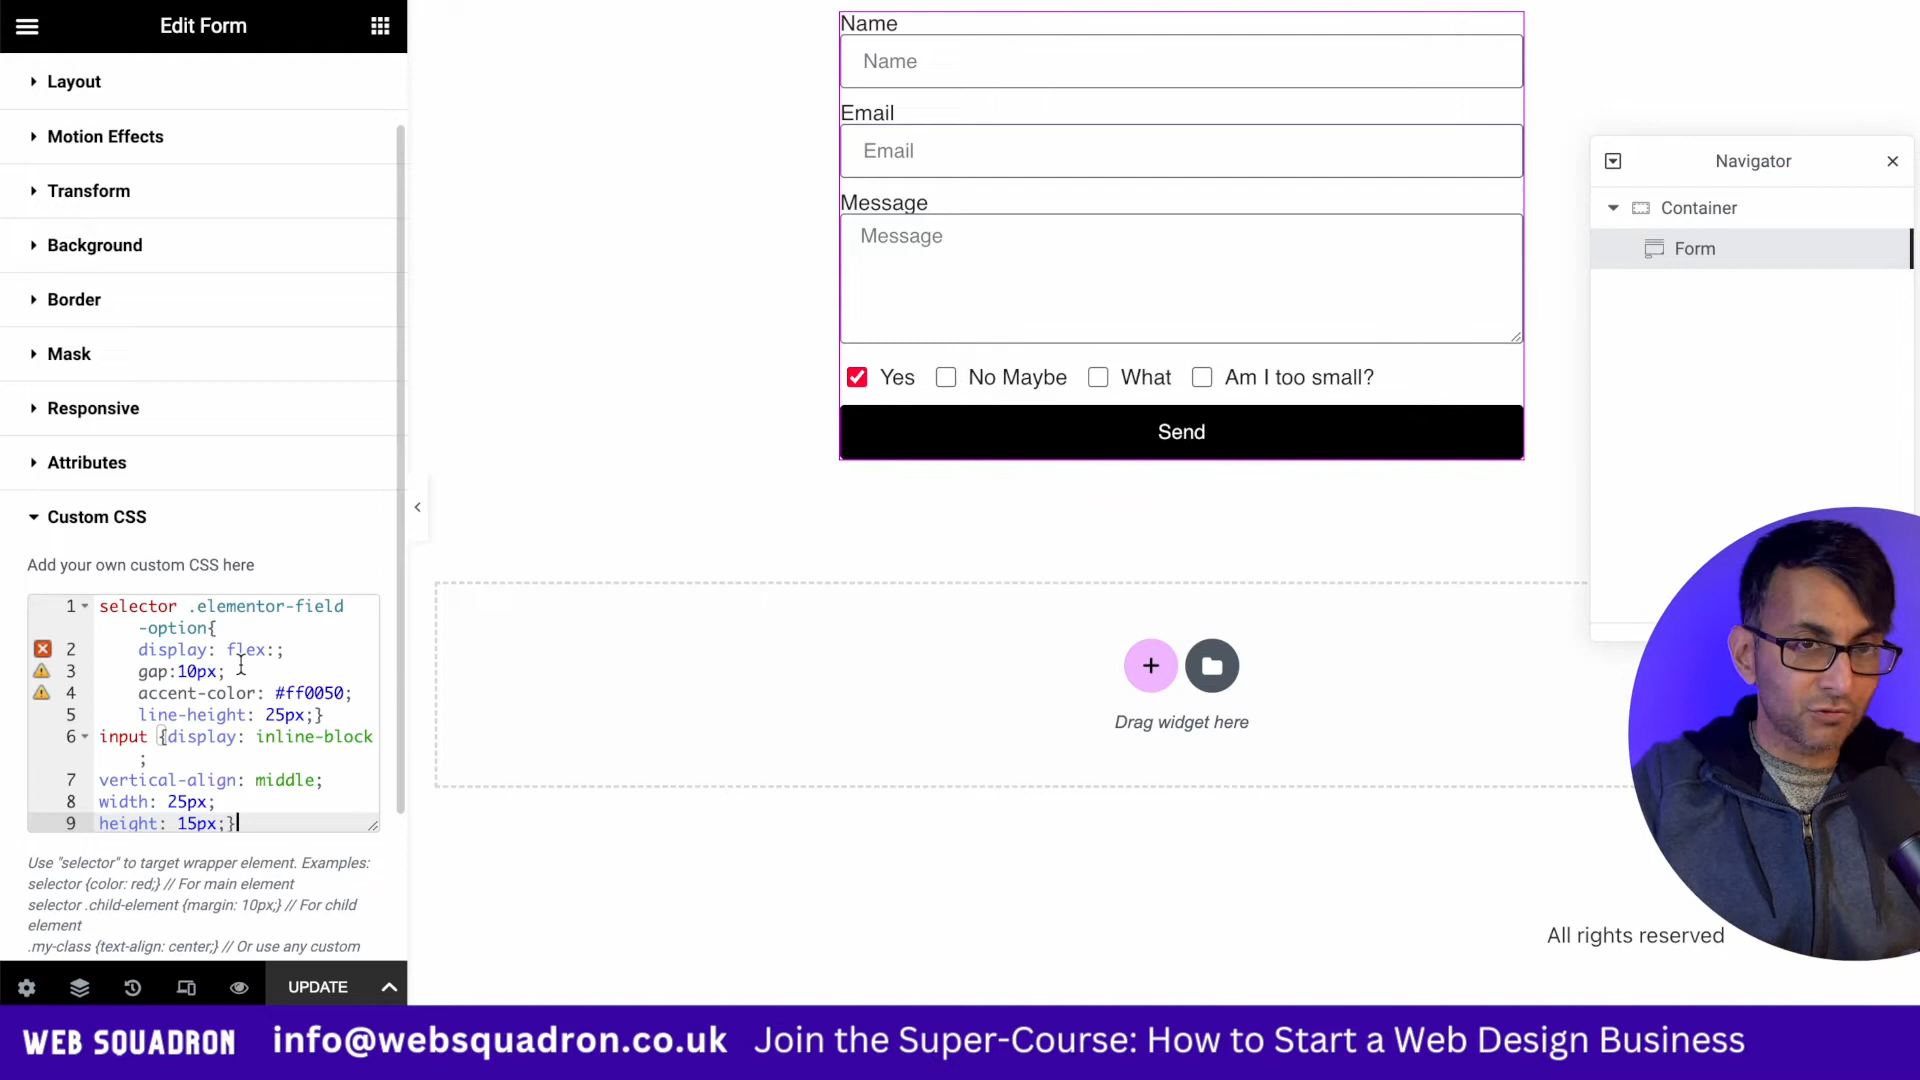 Edit Form
Layout
Motion Effects
Transform
Background
Border
Mask
Responsive
Attributes
Custom CSS
Add your own custom CSS here
1 selector .elementor-field
-option{
2 display: flex:;
3 gap:10px;
4 accent-color: #ff0050;
5 line-height: 25px;}
6 input {display: inline-block
;
7 vertical-align: middle;
8 width: 25px;
9 height: 15px;}
Use "selector" to target wrapper element. Examples:
selector {color: red;} // For main element
selector .child-element {margin: 10px;} // For child
element
.my-class {text-align: center;} // Or use any custom
UPDATE
Name
Name
Email
Email
Message
Message
Yes No Maybe What Am I too small?
Send
Drag widget here
All rights reserved
Navigator
Container
Form
WEB SQUADRON info@websquadron.co.uk Join the Super-Course: How to Start a Web Design Business